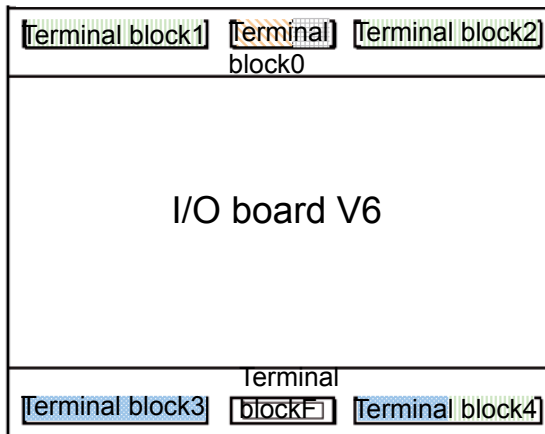 Terminal block1
Terminal
block0
Terminal block2
I/O board V6
Terminal block3
Terminal
blockF
Terminal block4